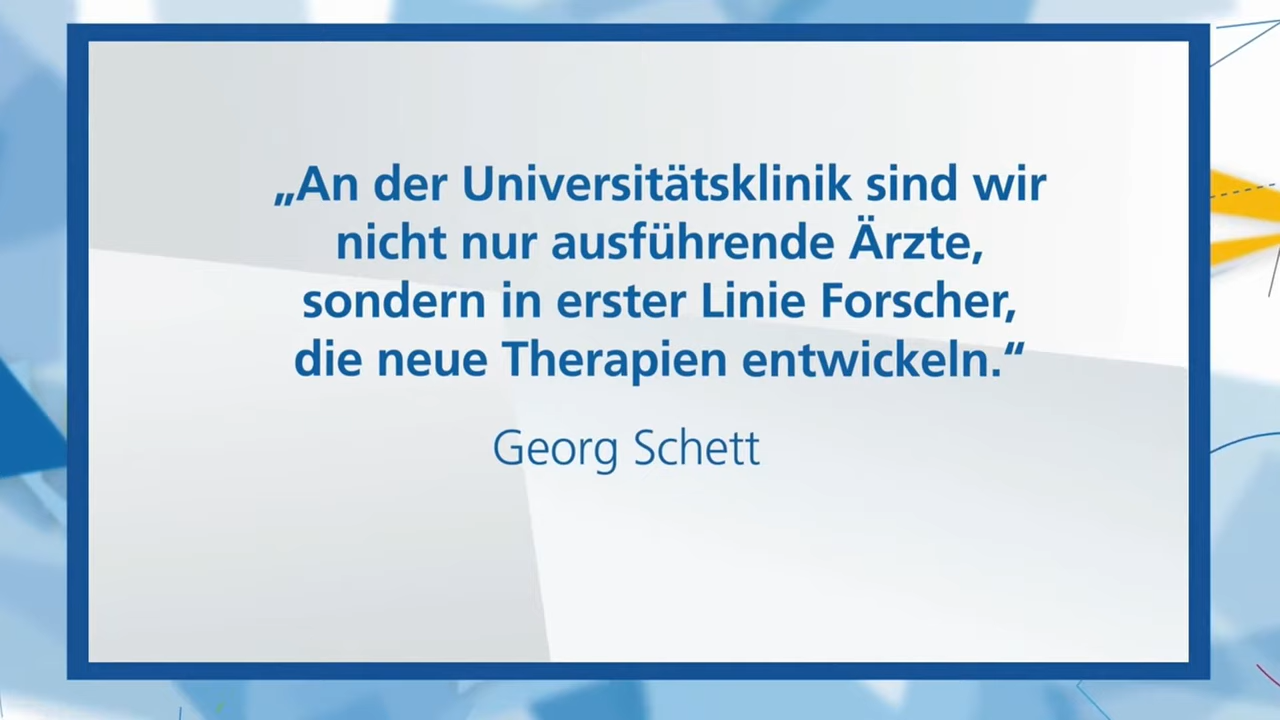 „An der Universitätsklinik sind wir
nicht nur ausführende Ärzte,
sondern in erster Linie Forscher,
die neue Therapien entwickeln.“
Georg Schett